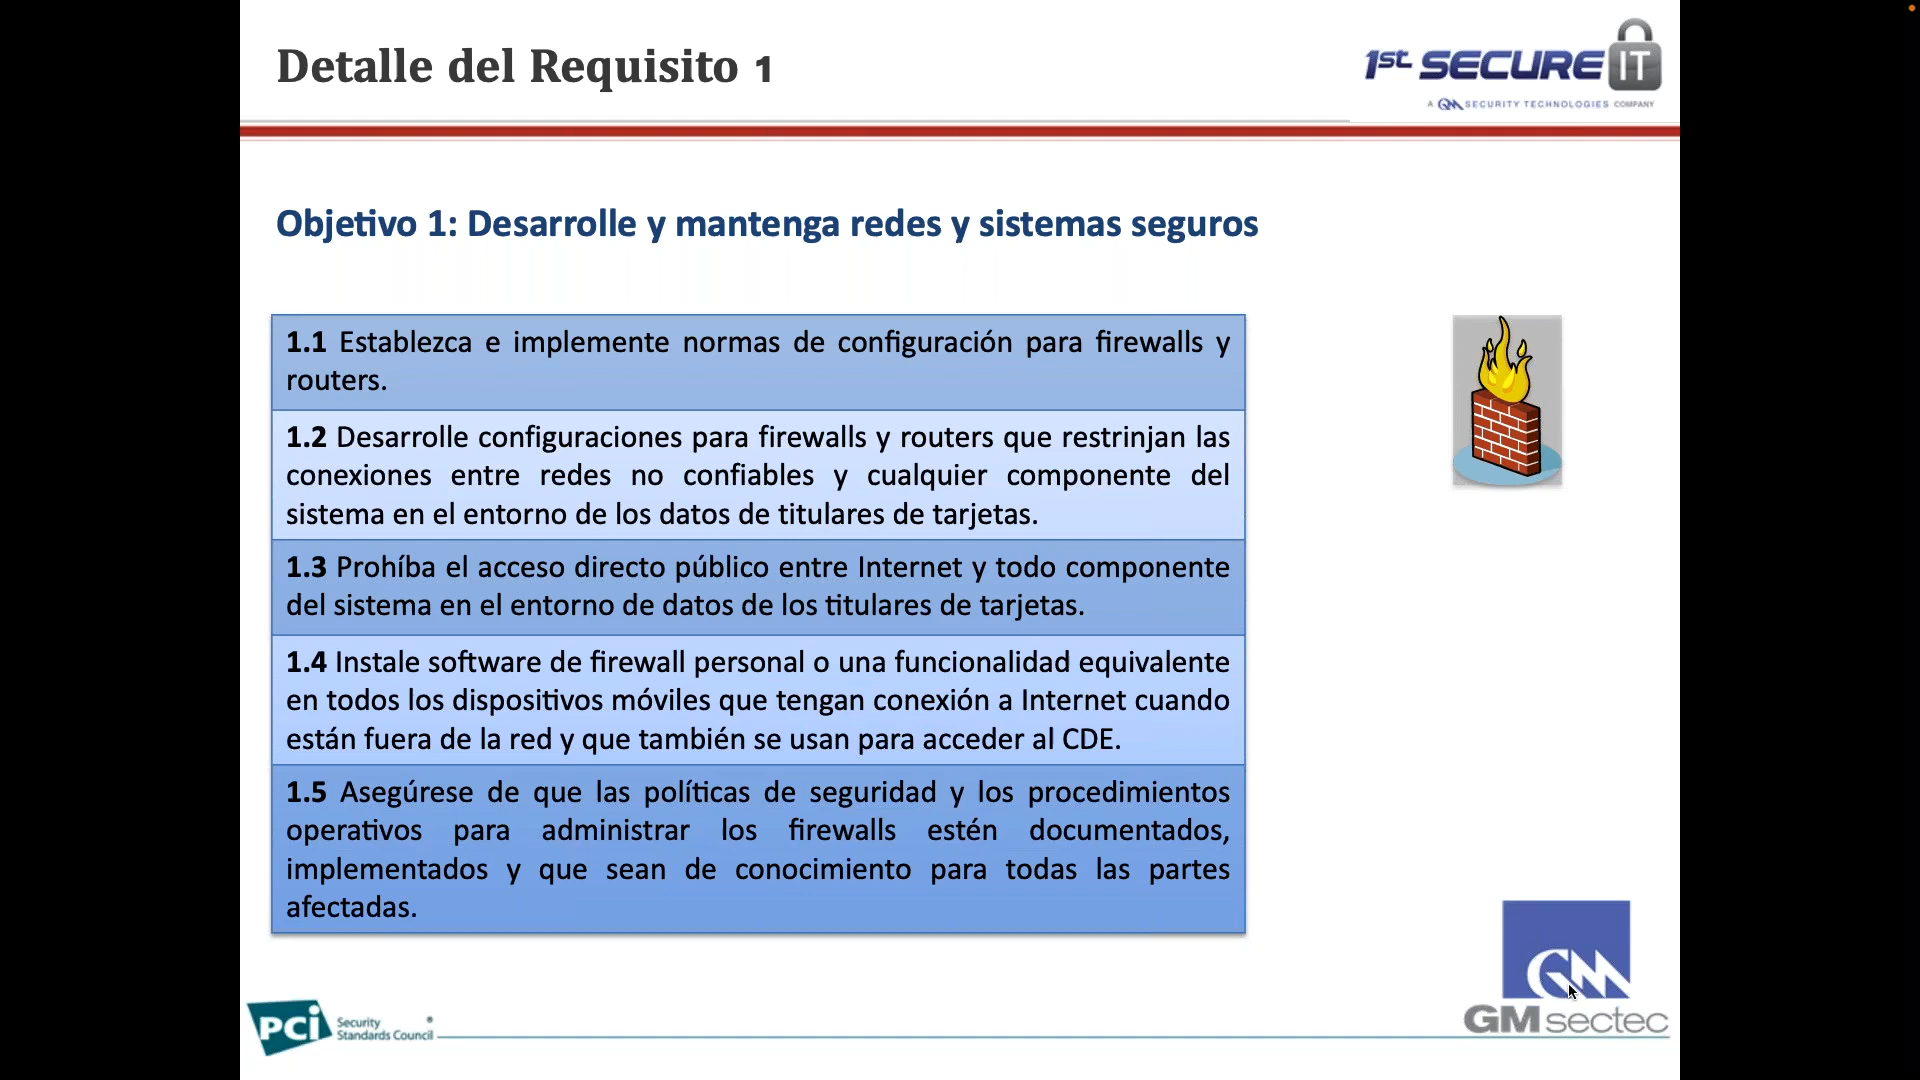 Detalle del Requisito 1
1st SECURE IT
A GM SECURITY TECHNOLOGIES COMPANY
Objetivo 1: Desarrolle y mantenga redes y sistemas seguros
1.1 Establezca e implemente normas de configuración para firewalls y
routers.
1.2 Desarrolle configuraciones para firewalls y routers que restrinjan las
conexiones entre redes no confiables y cualquier componente del
sistema en el entorno de los datos de titulares de tarjetas.
1.3 Prohíba el acceso directo público entre Internet y todo componente
del sistema en el entorno de datos de los titulares de tarjetas.
1.4 Instale software de firewall personal o una funcionalidad equivalente
en todos los dispositivos móviles que tengan conexión a Internet cuando
están fuera de la red y que también se usan para acceder al CDE.
1.5 Asegúrese de que las políticas de seguridad y los procedimientos
operativos para administrar los firewalls estén documentados,
implementados y que sean de conocimiento para todas las partes
afectadas.
GM
GM sectec
PCi Security
Standards Council